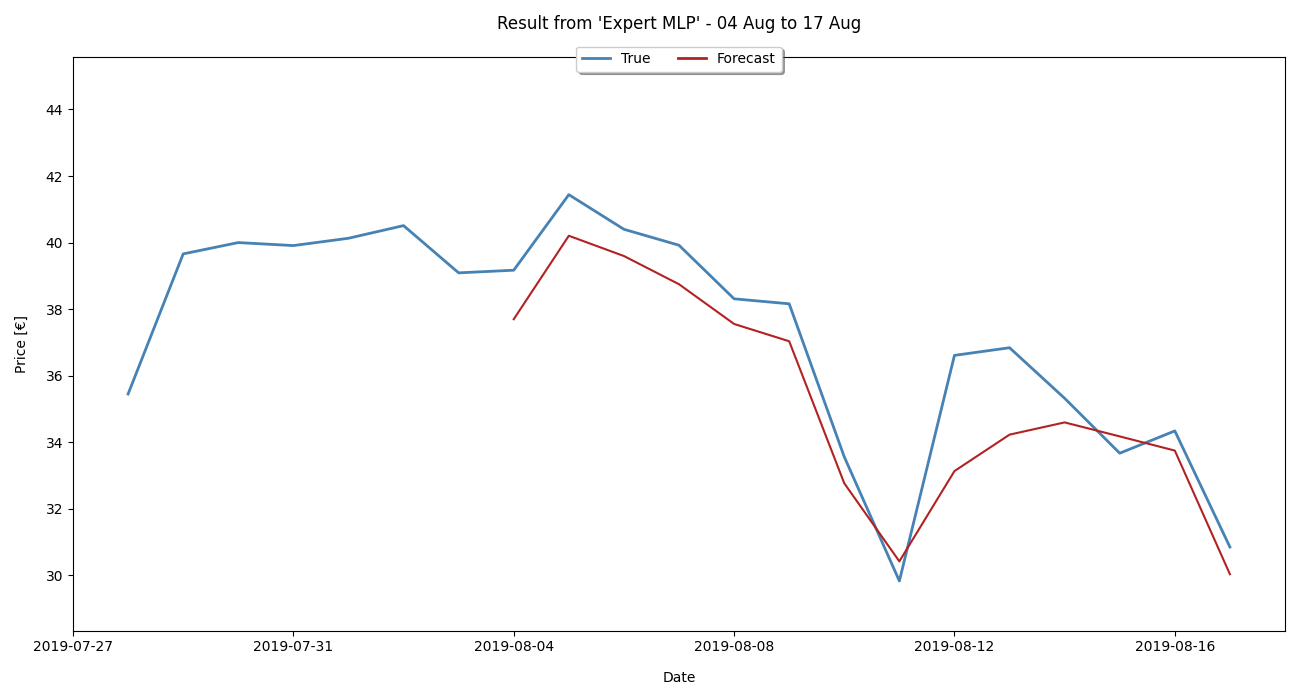 Result from 'Expert MLP' - 04 Aug to 17 Aug
True Forecast
44
42
40
38
36
34
32
30
Price [€]
2019-07-27 2019-07-31 2019-08-04 2019-08-08 2019-08-12 2019-08-16
Date